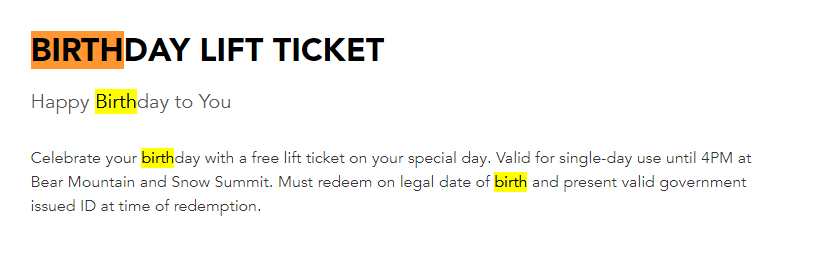 BIRTHDAY LIFT TICKET
Happy Birthday to You
Celebrate your birthday with a free lift ticket on your special day. Valid for single-day use until 4PM at
Bear Mountain and Snow Summit. Must redeem on legal date of birth and present valid government
issued ID at time of redemption.